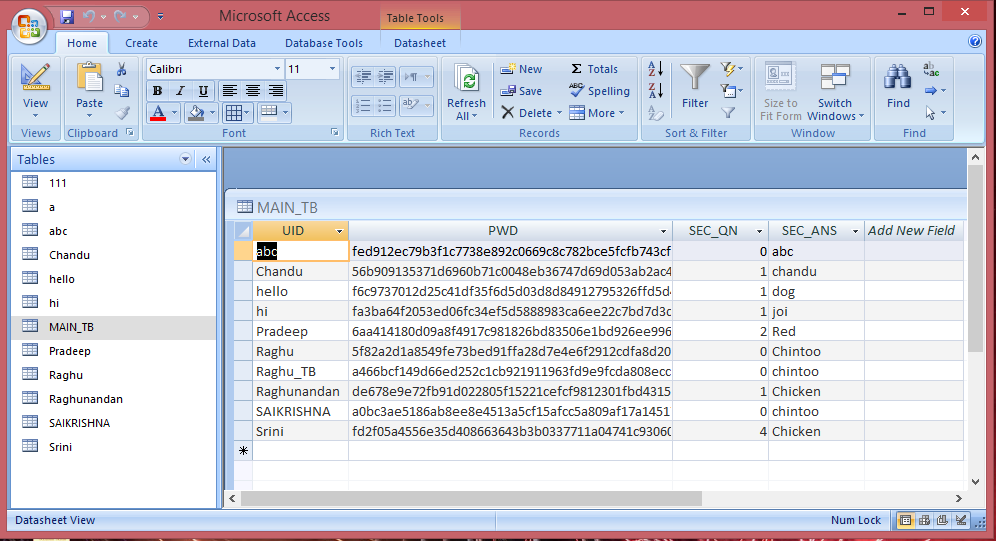 Microsoft Access
Table Tools
Home Create External Data Database Tools Datasheet
View
Paste
Calibri 11
B I U
A
Refresh All
New
Save
Delete
Σ Totals
ABC Spelling
More
Filter
Size to Fit Form
Switch Windows
Find
Views Clipboard Font Rich Text Records Sort & Filter Window Find
Tables
111
a
abc
Chandu
hello
hi
MAIN_TB
Pradeep
Raghu
Raghunandan
SAIKRISHNA
Srini
MAIN_TB
UID PWD SEC_QN SEC_ANS Add New Field
abc fed912ec79b3f1c7738e892c0669c8c782bce5fcfb743cf 0 abc
Chandu 56b909135371d6960b71c0048eb36747d69d053ab2ac4 1 chandu
hello f6c9737012d25c41df35f6d5d03d8d84912795326ffd5d 1 dog
hi fa3ba64f2053ed06fc34ef5d5888983ca6ee22c7bd7d3d 1 joi
Pradeep 6aa414180d09a8f4917c981826bd83506e1bd926ee996 2 Red
Raghu 5f82a2d1a8549fe73bed91ffa28d7e4e6f2912cdfa8d20 0 Chintoo
Raghu_TB a466bcf149d66ed252c1cb921911963fd9e9fcda808ecc 0 chintoo
Raghunandan de678e9e72fb91d022805f15221cefcf9812301fbd4315 1 Chicken
SAIKRISHNA a0bc3ae5186ab8ee8e4513a5cf15afcc5a809af17a1451 0 chintoo
Srini fd2f05a4556e35d408663643b3b0337711a04741c9306 4 Chicken
Datasheet View Num Lock